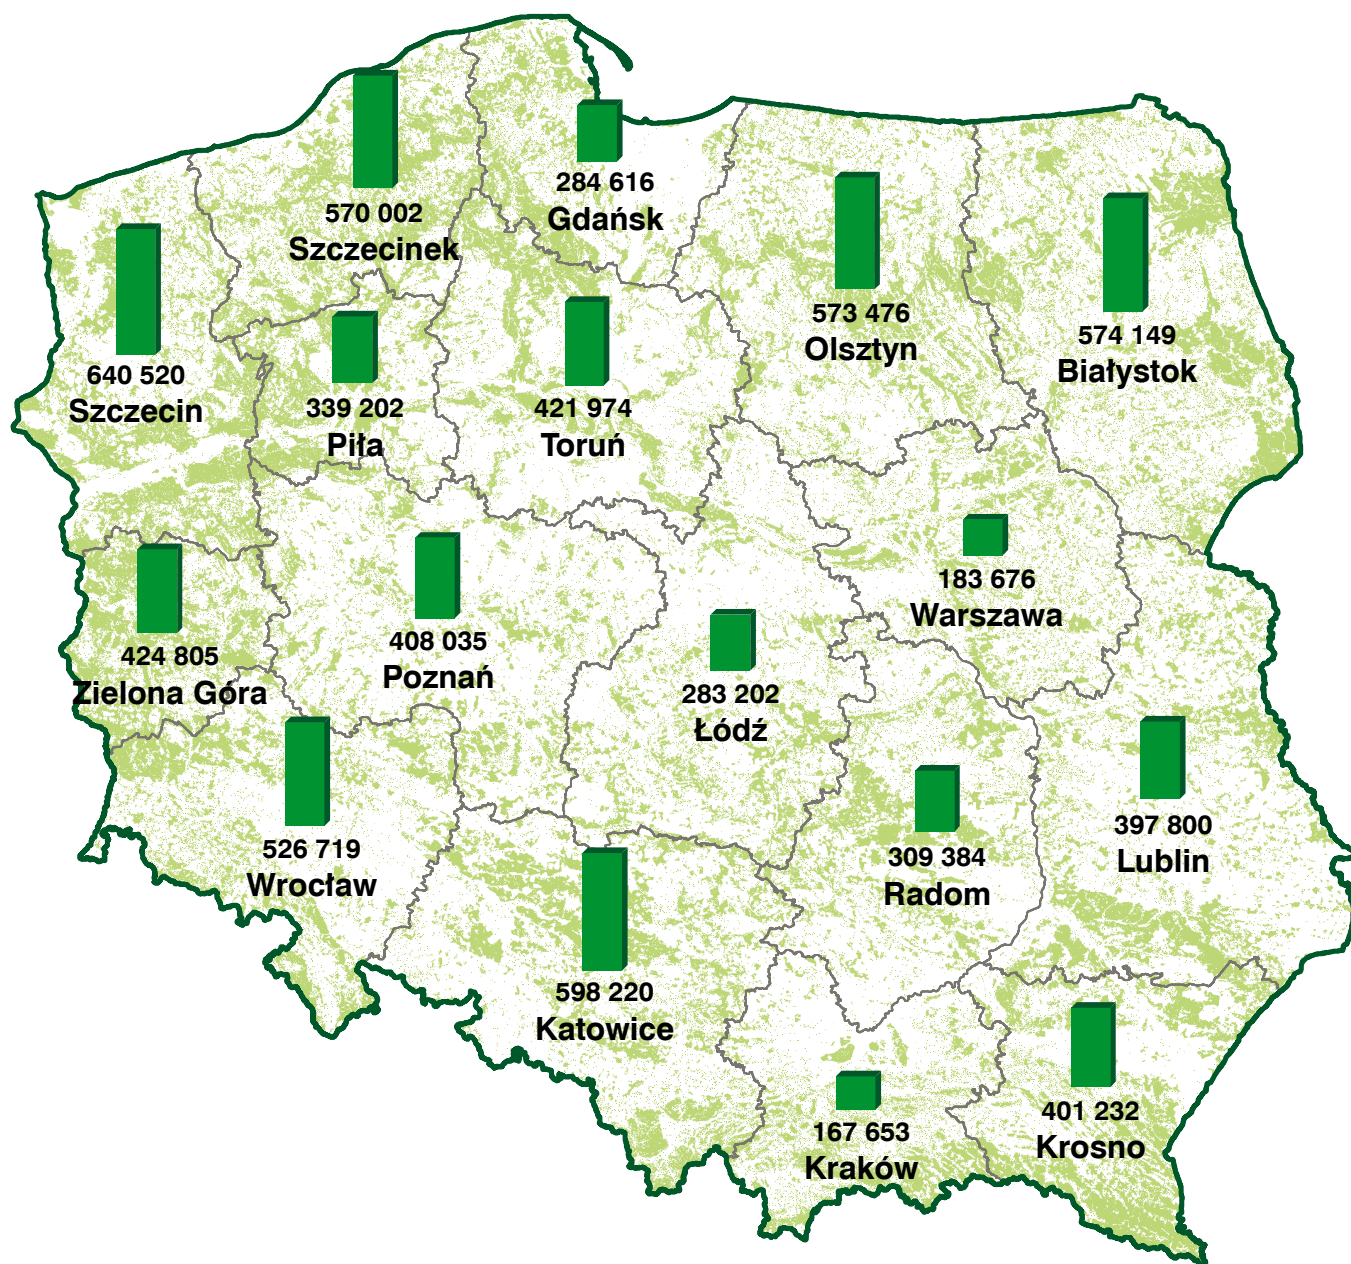 284 616
Gdańsk
570 002
Szczecinek
573 476
Olsztyn
574 149
Białystok
640 520
Szczecin
339 202
Piła
421 974
Toruń
183 676
Warszawa
424 805
Zielona Góra
408 035
Poznań
283 202
Łódź
526 719
Wrocław
309 384
Radom
397 800
Lublin
598 220
Katowice
167 653
Kraków
401 232
Krosno